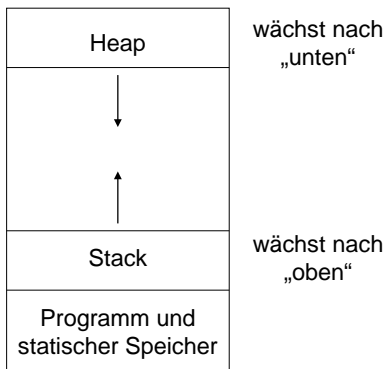 Heap
wächst nach
„unten“
Stack
wächst nach
„oben“
Programm und
statischer Speicher